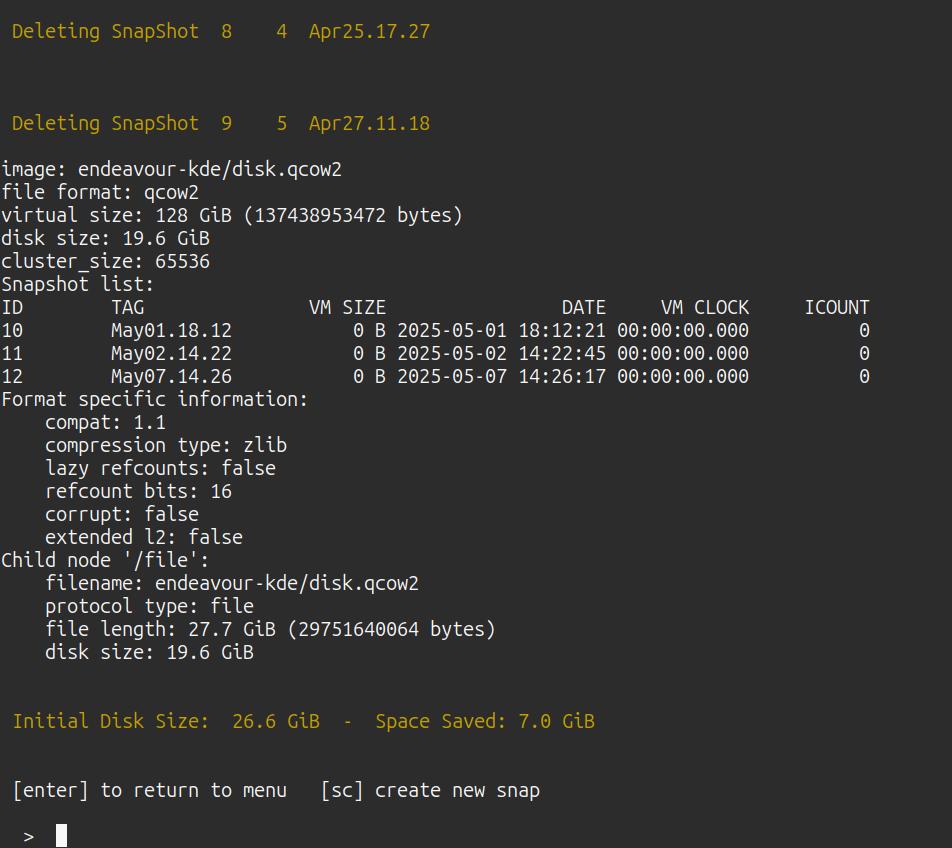 Deleting SnapShot  8    4  Apr25.17.27
Deleting SnapShot  9    5  Apr27.11.18
image: endeavour-kde/disk.qcow2
file format: qcow2
virtual size: 128 GiB (137438953472 bytes)
disk size: 19.6 GiB
cluster_size: 65536
Snapshot list:
ID        TAG               VM SIZE                DATE     VM CLOCK     ICOUNT
10        May01.18.12           0 B 2025-05-01 18:12:21 00:00:00.000          0
11        May02.14.22           0 B 2025-05-02 14:22:45 00:00:00.000          0
12        May07.14.26           0 B 2025-05-07 14:26:17 00:00:00.000          0
Format specific information:
    compat: 1.1
    compression type: zlib
    lazy refcounts: false
    refcount bits: 16
    corrupt: false
    extended l2: false
Child node '/file':
    filename: endeavour-kde/disk.qcow2
    protocol type: file
    file length: 27.7 GiB (29751640064 bytes)
    disk size: 19.6 GiB
Initial Disk Size:  26.6 GiB  -  Space Saved: 7.0 GiB
[enter] to return to menu   [sc] create new snap
>